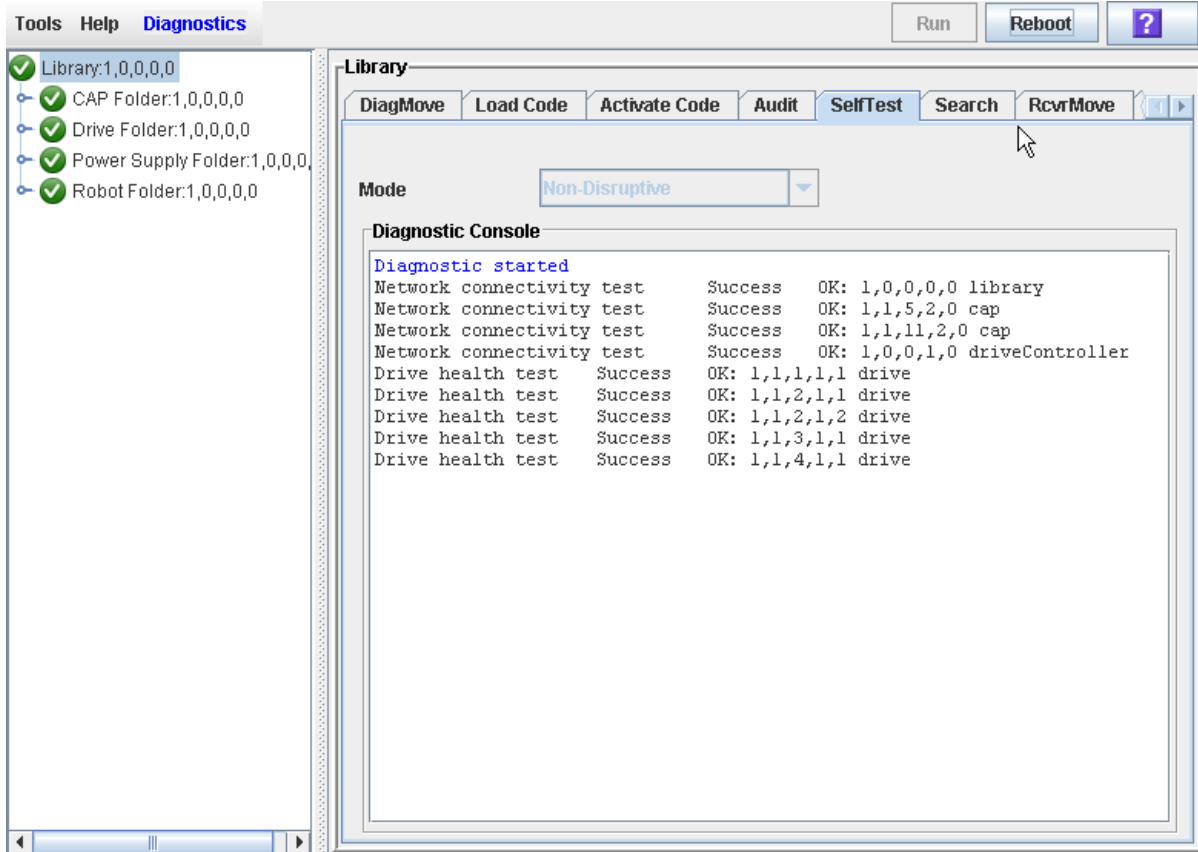 Tools Help Diagnostics Run Reboot ?
Library:1,0,0,0,0
CAP Folder:1,0,0,0,0
Drive Folder:1,0,0,0,0
Power Supply Folder:1,0,0,0,
Robot Folder:1,0,0,0,0
Library
DiagMove Load Code Activate Code Audit SelfTest Search RcvrMove
Mode Non-Disruptive
Diagnostic Console
Diagnostic started
Network connectivity test Success OK: 1,0,0,0,0 library
Network connectivity test Success OK: 1,1,5,2,0 cap
Network connectivity test Success OK: 1,1,11,2,0 cap
Network connectivity test Success OK: 1,0,0,1,0 driveController
Drive health test Success OK: 1,1,1,1,1 drive
Drive health test Success OK: 1,1,2,1,1 drive
Drive health test Success OK: 1,1,2,1,2 drive
Drive health test Success OK: 1,1,3,1,1 drive
Drive health test Success OK: 1,1,4,1,1 drive